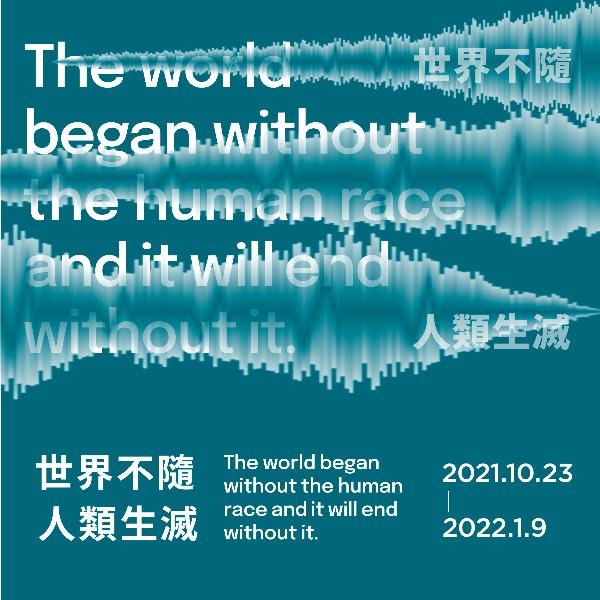 The world
世界不隨
began without
the human race
and it will end
without it.
人類生滅
世界不隨
人類生滅
The world began
without the human
race and it will end
without it.
2021.10.23
|
2022.1.9